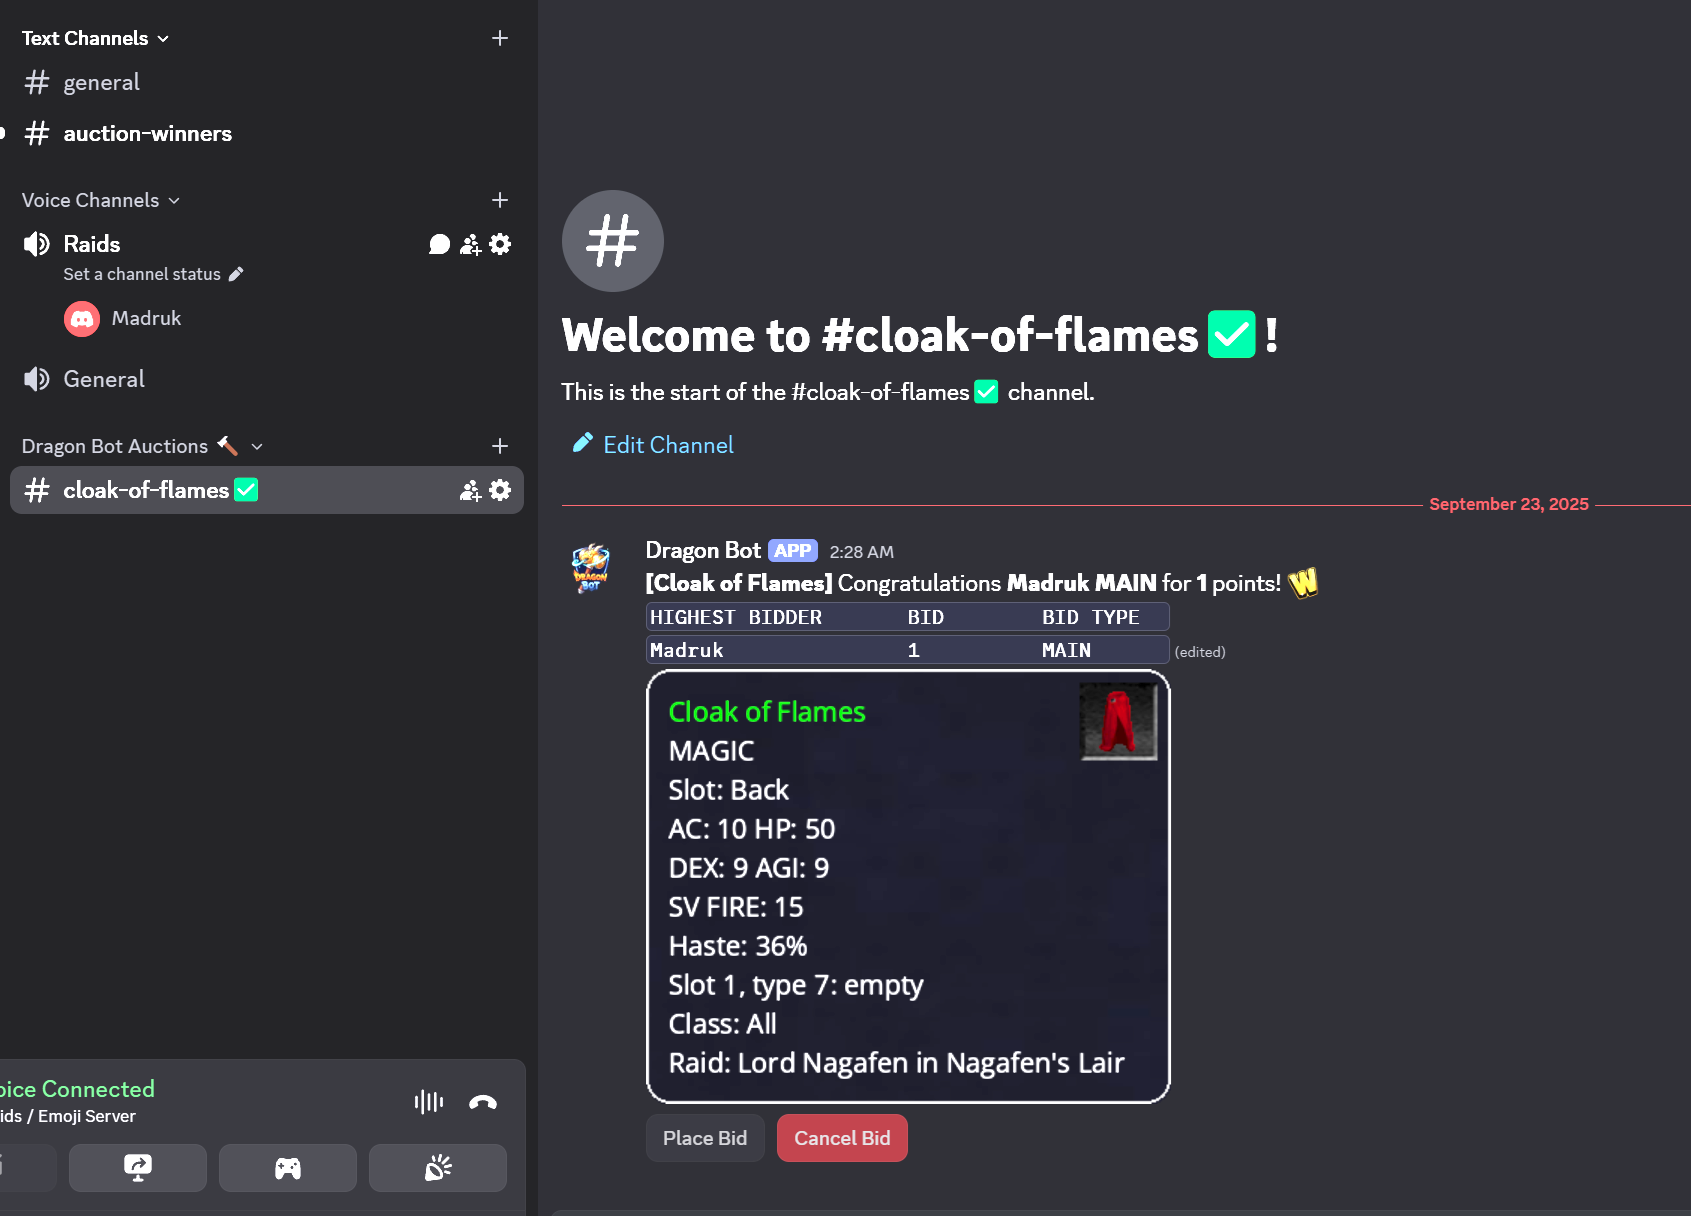 Text Channels
general
auction-winners
Voice Channels
Raids
Set a channel status
Madruk
General
Dragon Bot Auctions
cloak-of-flames
oice Connected
ids / Emoji Server
Welcome to #cloak-of-flames !
This is the start of the #cloak-of-flames channel.
Edit Channel
September 23, 2025
Dragon Bot APP 2:28 AM
DRAGON
BOT
[Cloak of Flames] Congratulations Madruk MAIN for 1 points! W
HIGHEST BIDDER BID BID TYPE
Madruk 1 MAIN (edited)
Cloak of Flames
MAGIC
Slot: Back
AC: 10 HP: 50
DEX: 9 AGI: 9
SV FIRE: 15
Haste: 36%
Slot 1, type 7: empty
Class: All
Raid: Lord Nagafen in Nagafen's Lair
Place Bid Cancel Bid